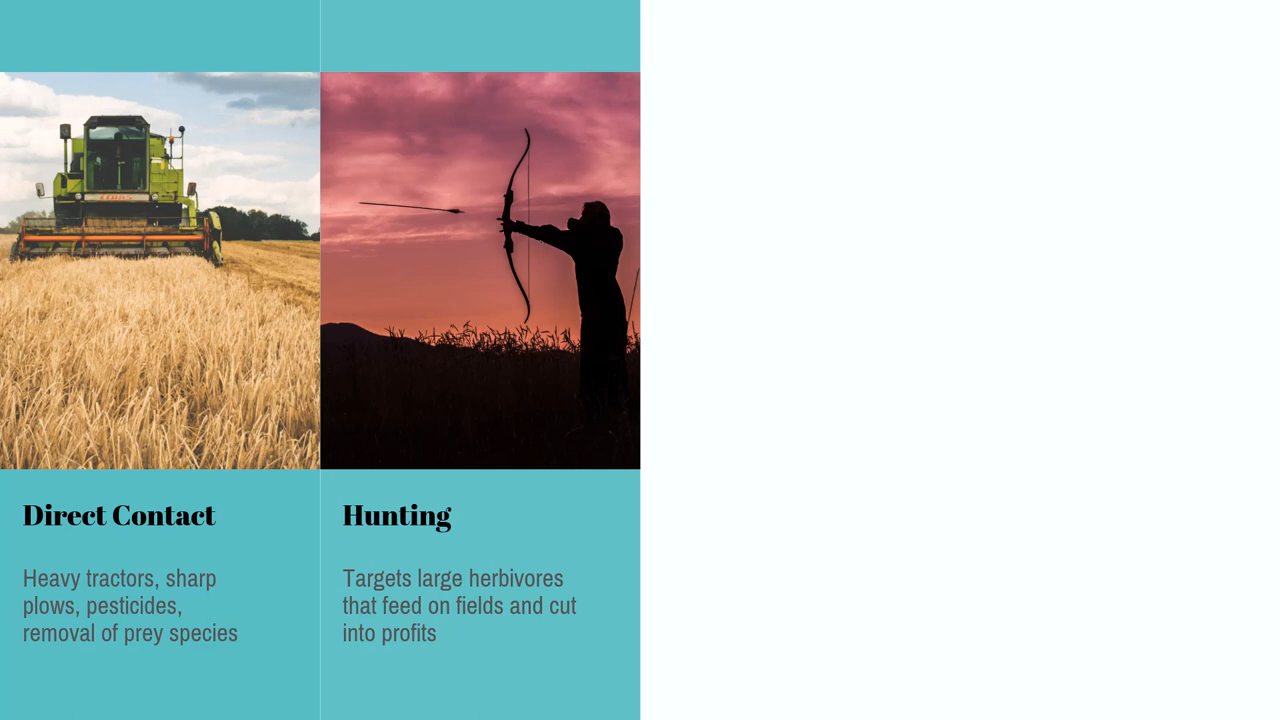 Direct Contact
Heavy tractors, sharp
plows, pesticides,
removal of prey species
Hunting
Targets large herbivores
that feed on fields and cut
into profits